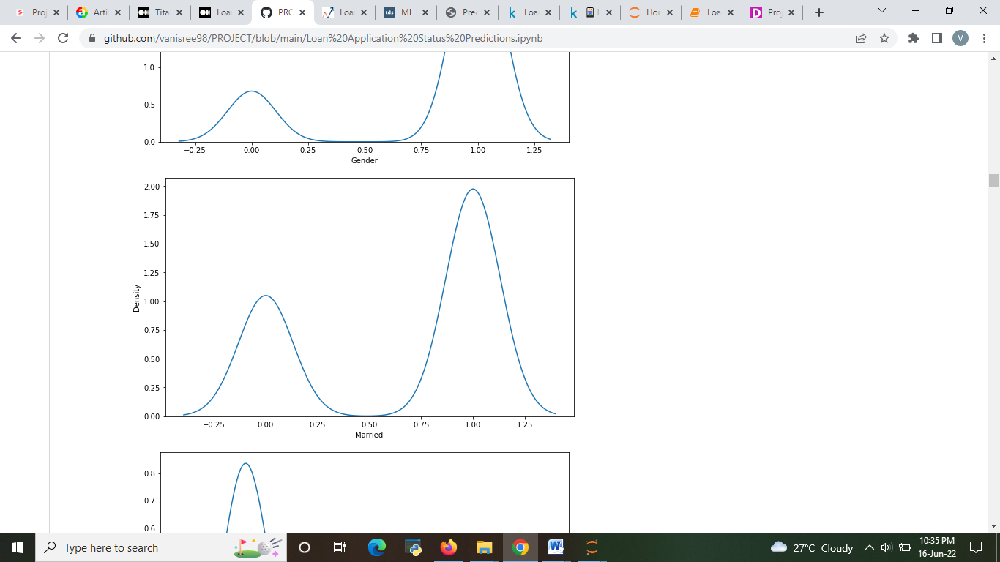 Proj
Arti
Tita
Loa
PRO
Loa
tds
ML
Pre
k
Loa
k
L
Hor
Loa
D
Pro
github.com/vanisree98/PROJECT/blob/main/Loan%20Application%20Status%20Predictions.ipynb
V
1.0
0.5
0.0
−0.25 0.00 0.25 0.50 0.75 1.00 1.25
Gender
2.00
1.75
1.50
1.25
1.00
0.75
0.50
0.25
0.00
Density
−0.25 0.00 0.25 0.50 0.75 1.00 1.25
Married
0.8
0.7
0.6
Type here to search
27°C Cloudy
10:35 PM
16-Jun-22